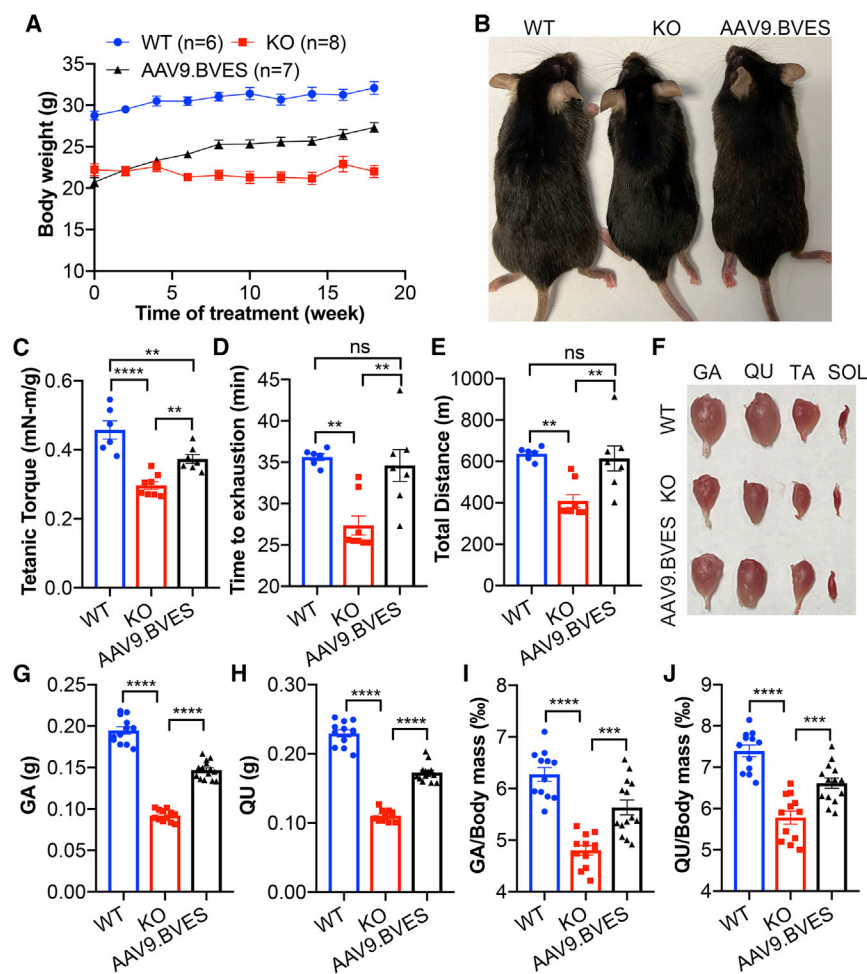 A
WT (n=6)
KO (n=8)
AAV9.BVES (n=7)
Body weight (g)
35
30
25
20
15
10
0
5
10
15
20
Time of treatment (week)
B
WT
KO
AAV9.BVES
C
Tetanic Torque (mN-m/g)
0.6
0.4
0.2
0.0
**
****
**
WT
KO
AAV9.BVES
D
Time to exhaustion (min)
45
40
35
30
25
20
ns
**
**
WT
KO
AAV9.BVES
E
Total Distance (m)
1000
800
600
400
200
0
ns
**
**
WT
KO
AAV9.BVES
F
GA
QU
TA
SOL
WT
KO
AAV9.BVES
G
GA (g)
0.25
0.20
0.15
0.10
0.05
0.00
****
****
WT
KO
AAV9.BVES
H
QU (g)
0.30
0.20
0.10
0.00
****
****
WT
KO
AAV9.BVES
I
GA/Body mass (‰)
8
7
6
5
4
****
***
WT
KO
AAV9.BVES
J
QU/Body mass (‰)
9
8
7
6
5
4
****
***
WT
KO
AAV9.BVES